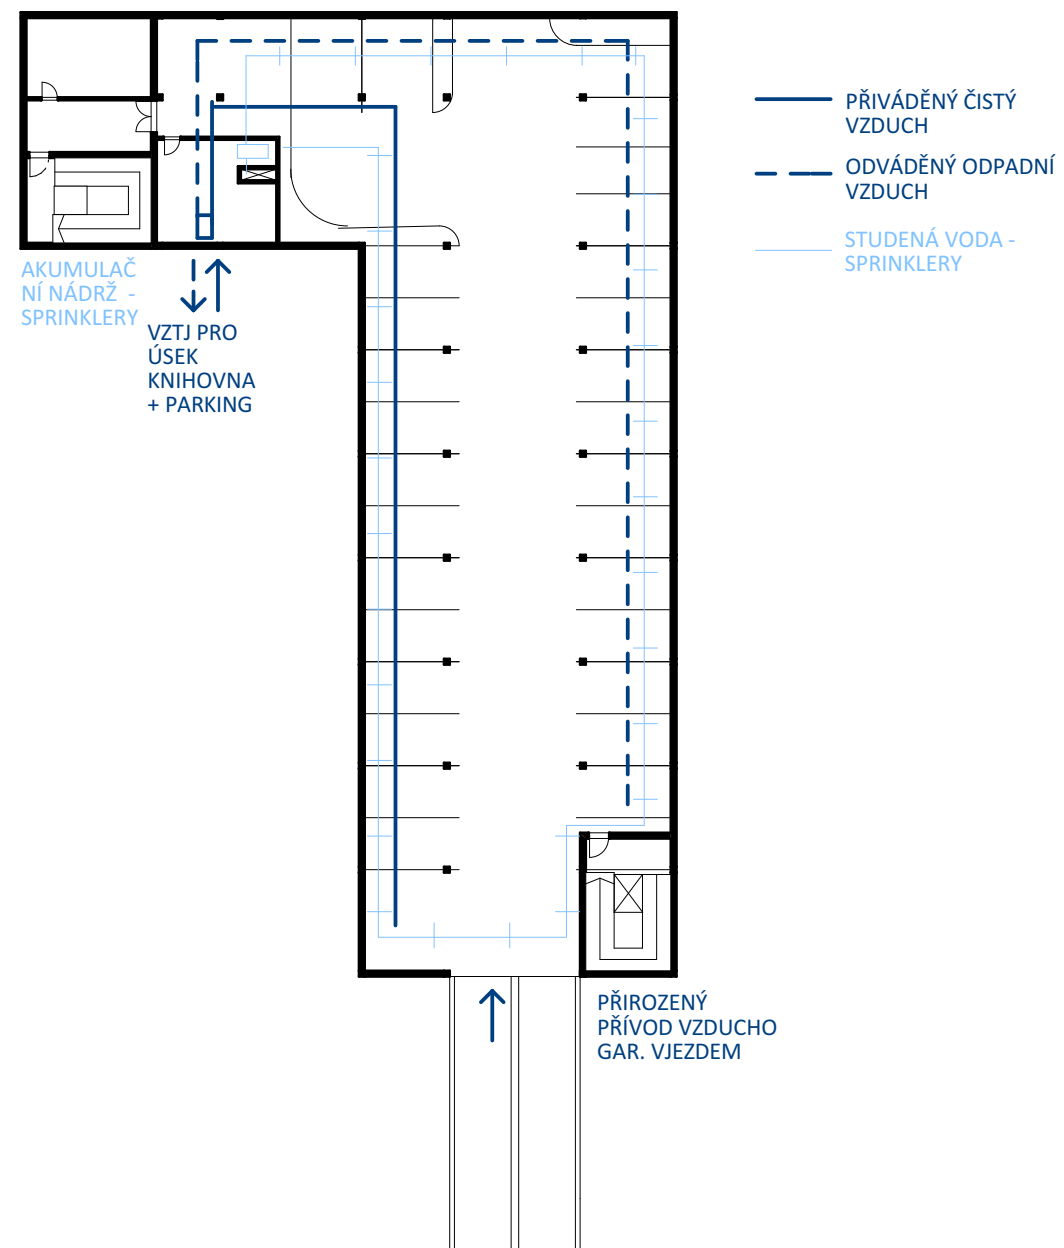 PŘIVÁDĚNÝ ČISTÝ
VZDUCH
ODVÁDĚNÝ ODPADNÍ
VZDUCH
STUDENÁ VODA -
SPRINKLERY
AKUMULAČ
NÍ NÁDRŽ -
SPRINKLERY
VZTJ PRO
ÚSEK
KNIHOVNA
+ PARKING
PŘIROZENÝ
PŘÍVOD VZDUCHO
GAR. VJEZDEM